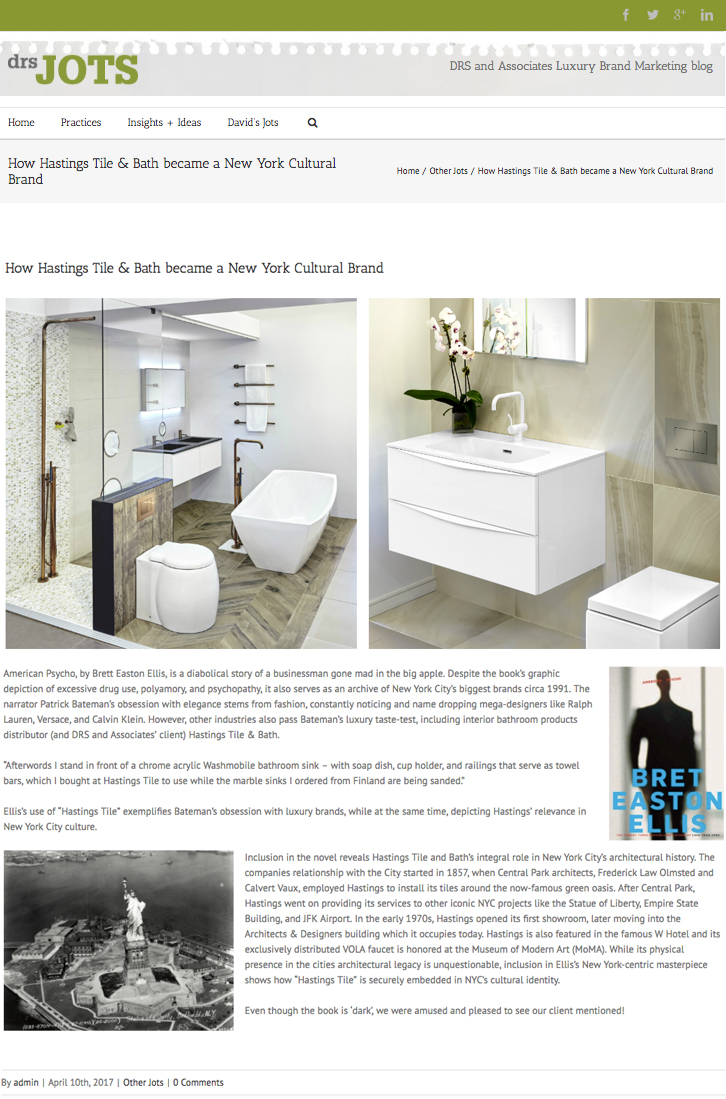 drs JOTS
DRS and Associates Luxury Brand Marketing blog
Home Practices Insights + Ideas David's Jots
How Hastings Tile & Bath became a New York Cultural
Brand
Home / Other Jots / How Hastings Tile & Bath became a New York Cultural Brand
How Hastings Tile & Bath became a New York Cultural Brand
American Psycho, by Brett Easton Ellis, is a diabolical story of a businessman gone mad in the big apple. Despite the book's graphic
depiction of excessive drug use, polyamory, and psychopathy, it also serves as an archive of New York City's biggest brands circa 1991. The
narrator Patrick Bateman's obsession with elegance stems from fashion, constantly noticing and name dropping mega-designers like Ralph
Lauren, Versace, and Calvin Klein. However, other industries also pass Bateman's luxury taste-test, including interior bathroom products
distributor (and DRS and Associates' client) Hastings Tile & Bath.
"Afterwords I stand in front of a chrome acrylic Washmobile bathroom sink – with soap dish, cup holder, and railings that serve as towel
bars, which I bought at Hastings Tile to use while the marble sinks I ordered from Finland are being sanded."
Ellis's use of "Hastings Tile" exemplifies Bateman's obsession with luxury brands, while at the same time, depicting Hastings' relevance in
New York City culture.
BRET
EASTON
ELLIS
Inclusion in the novel reveals Hastings Tile and Bath's integral role in New York City's architectural history. The
companies relationship with the City started in 1857, when Central Park architects, Frederick Law Olmsted and
Calvert Vaux, employed Hastings to install its tiles around the now-famous green oasis. After Central Park,
Hastings went on providing its services to other iconic NYC projects like the Statue of Liberty, Empire State
Building, and JFK Airport. In the early 1970s, Hastings opened its first showroom, later moving into the
Architects & Designers building which it occupies today. Hastings is also featured in the famous W Hotel and its
exclusively distributed VOLA faucet is honored at the Museum of Modern Art (MoMA). While its physical
presence in the cities architectural legacy is unquestionable, inclusion in Ellis's New York-centric masterpiece
shows how "Hastings Tile" is securely embedded in NYC's cultural identity.
Even though the book is 'dark', we were amused and pleased to see our client mentioned!
By admin | April 10th, 2017 | Other Jots | 0 Comments